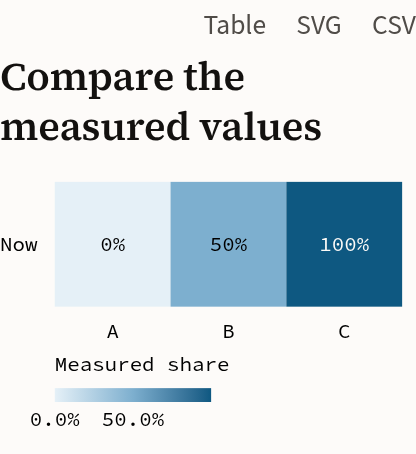 Table SVG CSV
Compare the
measured values
Now 0% 50% 100%
A B C
Measured share
0.0% 50.0%